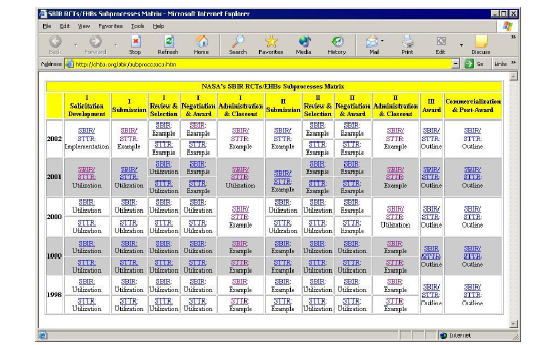 SBIR RCTs/EHBs Subprocesses Matrix - Microsoft Internet Explorer
File Edit View Favorites Tools Help
Back Forward Stop Refresh Home Search Favorites Media History Mail Print Edit Discuss
Address Go Links
NASA's SBIR RCTs/EHBs Subprocesses Matrix
I Solicitation Development I Submission I Review & Selection I Negotiation & Award I Administration & Closeout II Submission II Review & Selection II Negotiation & Award II Administration & Closeout III Award Commercialization & Post-Award
2002 SBIR/ STTR: Implementation SBIR/ STTR: Example SBIR: Example STTR: Example SBIR: Example STTR: Example SBIR/ STTR: Example SBIR/ STTR: Example SBIR: Example STTR: Example SBIR: Example STTR: Example SBIR/ STTR: Example SBIR/ STTR: Outline SBIR/ STTR: Outline
2001 SBIR/ STTR: Utilization SBIR/ STTR: Utilization SBIR: Utilization STTR: Example SBIR: Utilization STTR: Example SBIR/ STTR: Utilization SBIR/ STTR: Utilization SBIR: Example STTR: Example SBIR: Example STTR: Example SBIR/ STTR: Example SBIR/ STTR: Outline SBIR/ STTR: Outline
2000 SBIR: Utilization STTR: Utilization SBIR: Utilization STTR: Utilization SBIR: Utilization STTR: Utilization SBIR: Utilization STTR: Utilization SBIR: Example STTR: Example SBIR: Utilization STTR: Utilization SBIR: Utilization STTR: Utilization SBIR: Example STTR: Example SBIR/ STTR: Utilization SBIR/ STTR: Outline SBIR/ STTR: Outline
SBIR: Utilization STTR: Utilization SBIR: Utilization STTR: Utilization SBIR: Utilization STTR: Utilization SBIR: Utilization STTR: Utilization SBIR: Example STTR: Example SBIR: Utilization STTR: Utilization SBIR: Utilization STTR: Utilization SBIR: Utilization STTR: Utilization SBIR: Example STTR: Example SBIR/ STTR: Outline SBIR/ STTR: Outline
1998 SBIR: Utilization STTR: Utilization SBIR: Utilization STTR: Utilization SBIR: Utilization STTR: Utilization SBIR: Utilization STTR: Utilization SBIR: Example STTR: Example SBIR: Utilization STTR: Utilization SBIR: Utilization STTR: Utilization SBIR: Utilization STTR: Utilization SBIR: Example STTR: Example SBIR/ STTR: Outline SBIR/ STTR: Outline
Internet